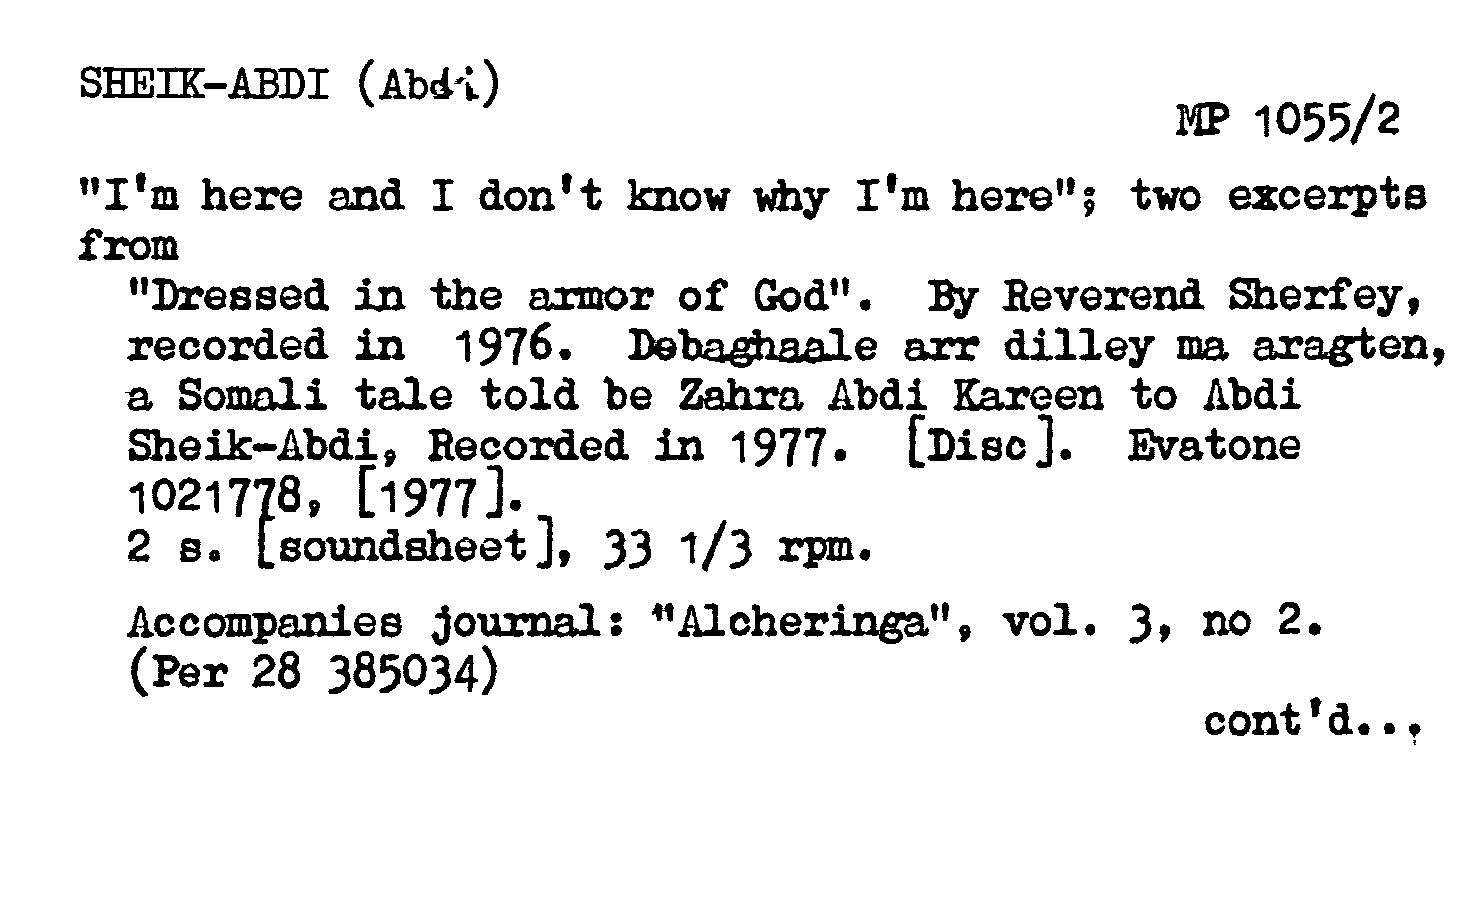 SHEIK-ABDI (Abdi)
MP 1055/2
"I'm here and I don't know why I'm here"; two excerpts
from
"Dressed in the armor of God".  By Reverend Sherfey,
recorded in  1976.  Debaghaale arr dilley ma aragten,
a Somali tale told be Zahra Abdi Kareen to Abdi
Sheik-Abdi, Recorded in 1977.  [Disc].  Evatone
1021778, [1977].
2 s. [soundsheet], 33 1/3 rpm.
Accompanies journal: "Alcheringa", vol. 3, no 2.
(Per 28 385034)
cont'd...